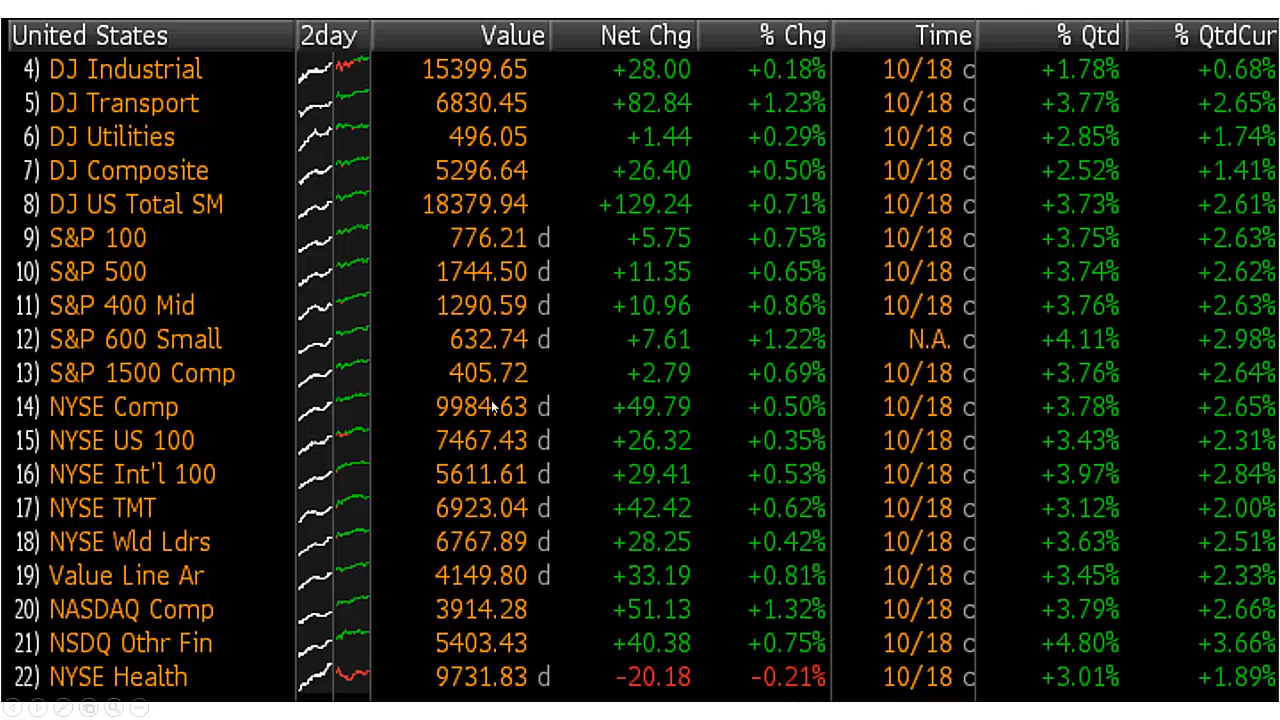 United States 2day Value Net Chg % Chg Time % Qtd % QtdCur
4) DJ Industrial 15399.65 +28.00 +0.18% 10/18 c +1.78% +0.68%
5) DJ Transport 6830.45 +82.84 +1.23% 10/18 c +3.77% +2.65%
6) DJ Utilities 496.05 +1.44 +0.29% 10/18 c +2.85% +1.74%
7) DJ Composite 5296.64 +26.40 +0.50% 10/18 c +2.52% +1.41%
8) DJ US Total SM 18379.94 +129.24 +0.71% 10/18 c +3.73% +2.61%
9) S&P 100 776.21 d +5.75 +0.75% 10/18 c +3.75% +2.63%
10) S&P 500 1744.50 d +11.35 +0.65% 10/18 c +3.74% +2.62%
11) S&P 400 Mid 1290.59 d +10.96 +0.86% 10/18 c +3.76% +2.63%
12) S&P 600 Small 632.74 d +7.61 +1.22% N.A. c +4.11% +2.98%
13) S&P 1500 Comp 405.72 +2.79 +0.69% 10/18 c +3.76% +2.64%
14) NYSE Comp 9984.63 d +49.79 +0.50% 10/18 c +3.78% +2.65%
15) NYSE US 100 7467.43 d +26.32 +0.35% 10/18 c +3.43% +2.31%
16) NYSE Int'l 100 5611.61 d +29.41 +0.53% 10/18 c +3.97% +2.84%
17) NYSE TMT 6923.04 d +42.42 +0.62% 10/18 c +3.12% +2.00%
18) NYSE Wld Ldrs 6767.89 d +28.25 +0.42% 10/18 c +3.63% +2.51%
19) Value Line Ar 4149.80 d +33.19 +0.81% 10/18 c +3.45% +2.33%
20) NASDAQ Comp 3914.28 +51.13 +1.32% 10/18 c +3.79% +2.66%
21) NSDQ Othr Fin 5403.43 +40.38 +0.75% 10/18 c +4.80% +3.66%
22) NYSE Health 9731.83 d -20.18 -0.21% 10/18 c +3.01% +1.89%